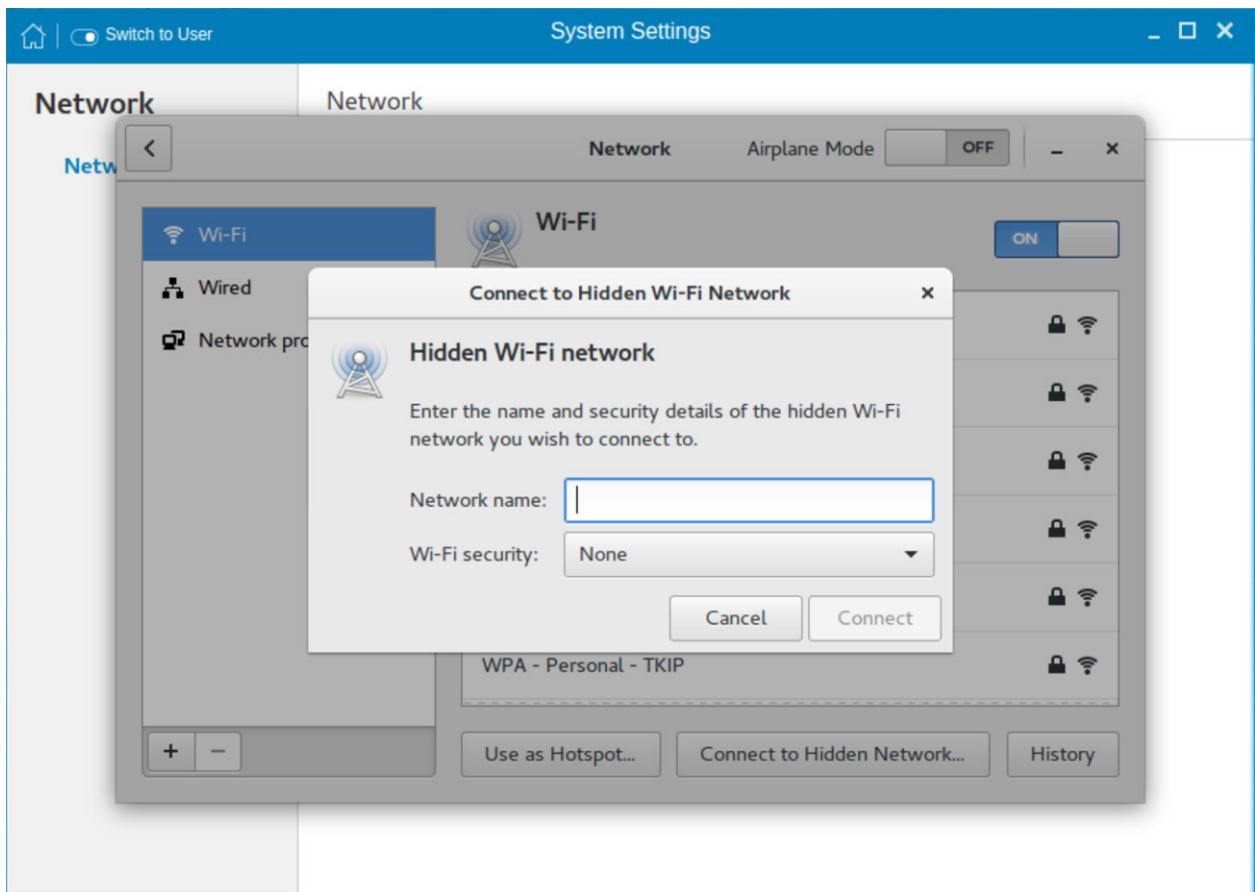 Switch to User
System Settings
Network
Network
Netw
Network
Airplane Mode
OFF
Wi-Fi
Wi-Fi
ON
Wired
Network pro
Connect to Hidden Wi-Fi Network
Hidden Wi-Fi network
Enter the name and security details of the hidden Wi-Fi
network you wish to connect to.
Network name:
Wi-Fi security:
None
Cancel
Connect
WPA - Personal - TKIP
Use as Hotspot...
Connect to Hidden Network...
History